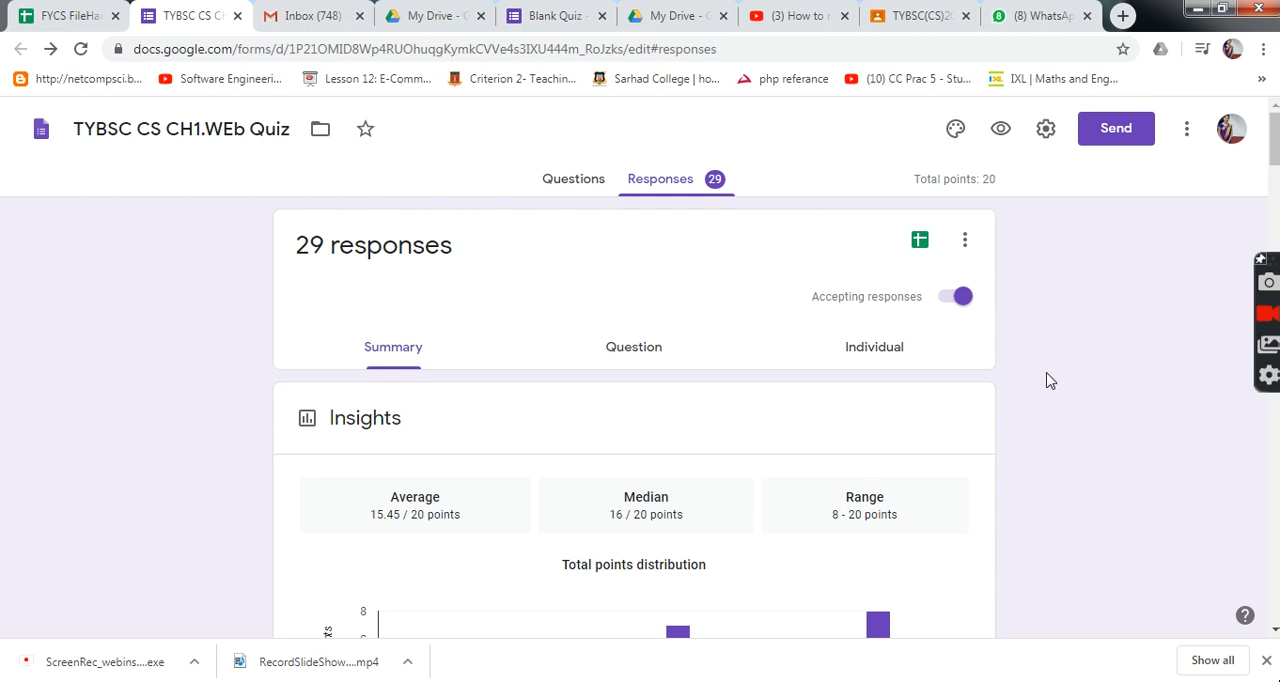 FYCS FileHa
TYBSC CS C
Inbox (748)
My Drive - G
Blank Quiz
My Drive - G
(3) How to r
TYBSC(CS)2
(8) WhatsAp
docs.google.com/forms/d/1P21OMID8Wp4RUOhuqgKymkCVVe4s3IXU444m_RoJzks/edit#responses
http://netcompsci.b...
Software Engineeri...
Lesson 12: E-Comm...
Criterion 2- Teachin...
Sarhad College | ho...
php referance
(10) CC Prac 5 - Stu...
IXL | Maths and Eng...
»
TYBSC CS CH1.WEb Quiz
Send
Questions
Responses 29
Total points: 20
29 responses
Accepting responses
Summary
Question
Individual
Insights
Average
15.45 / 20 points
Median
16 / 20 points
Range
8 - 20 points
Total points distribution
8
ScreenRec_webins....exe
RecordSlideShow....mp4
Show all